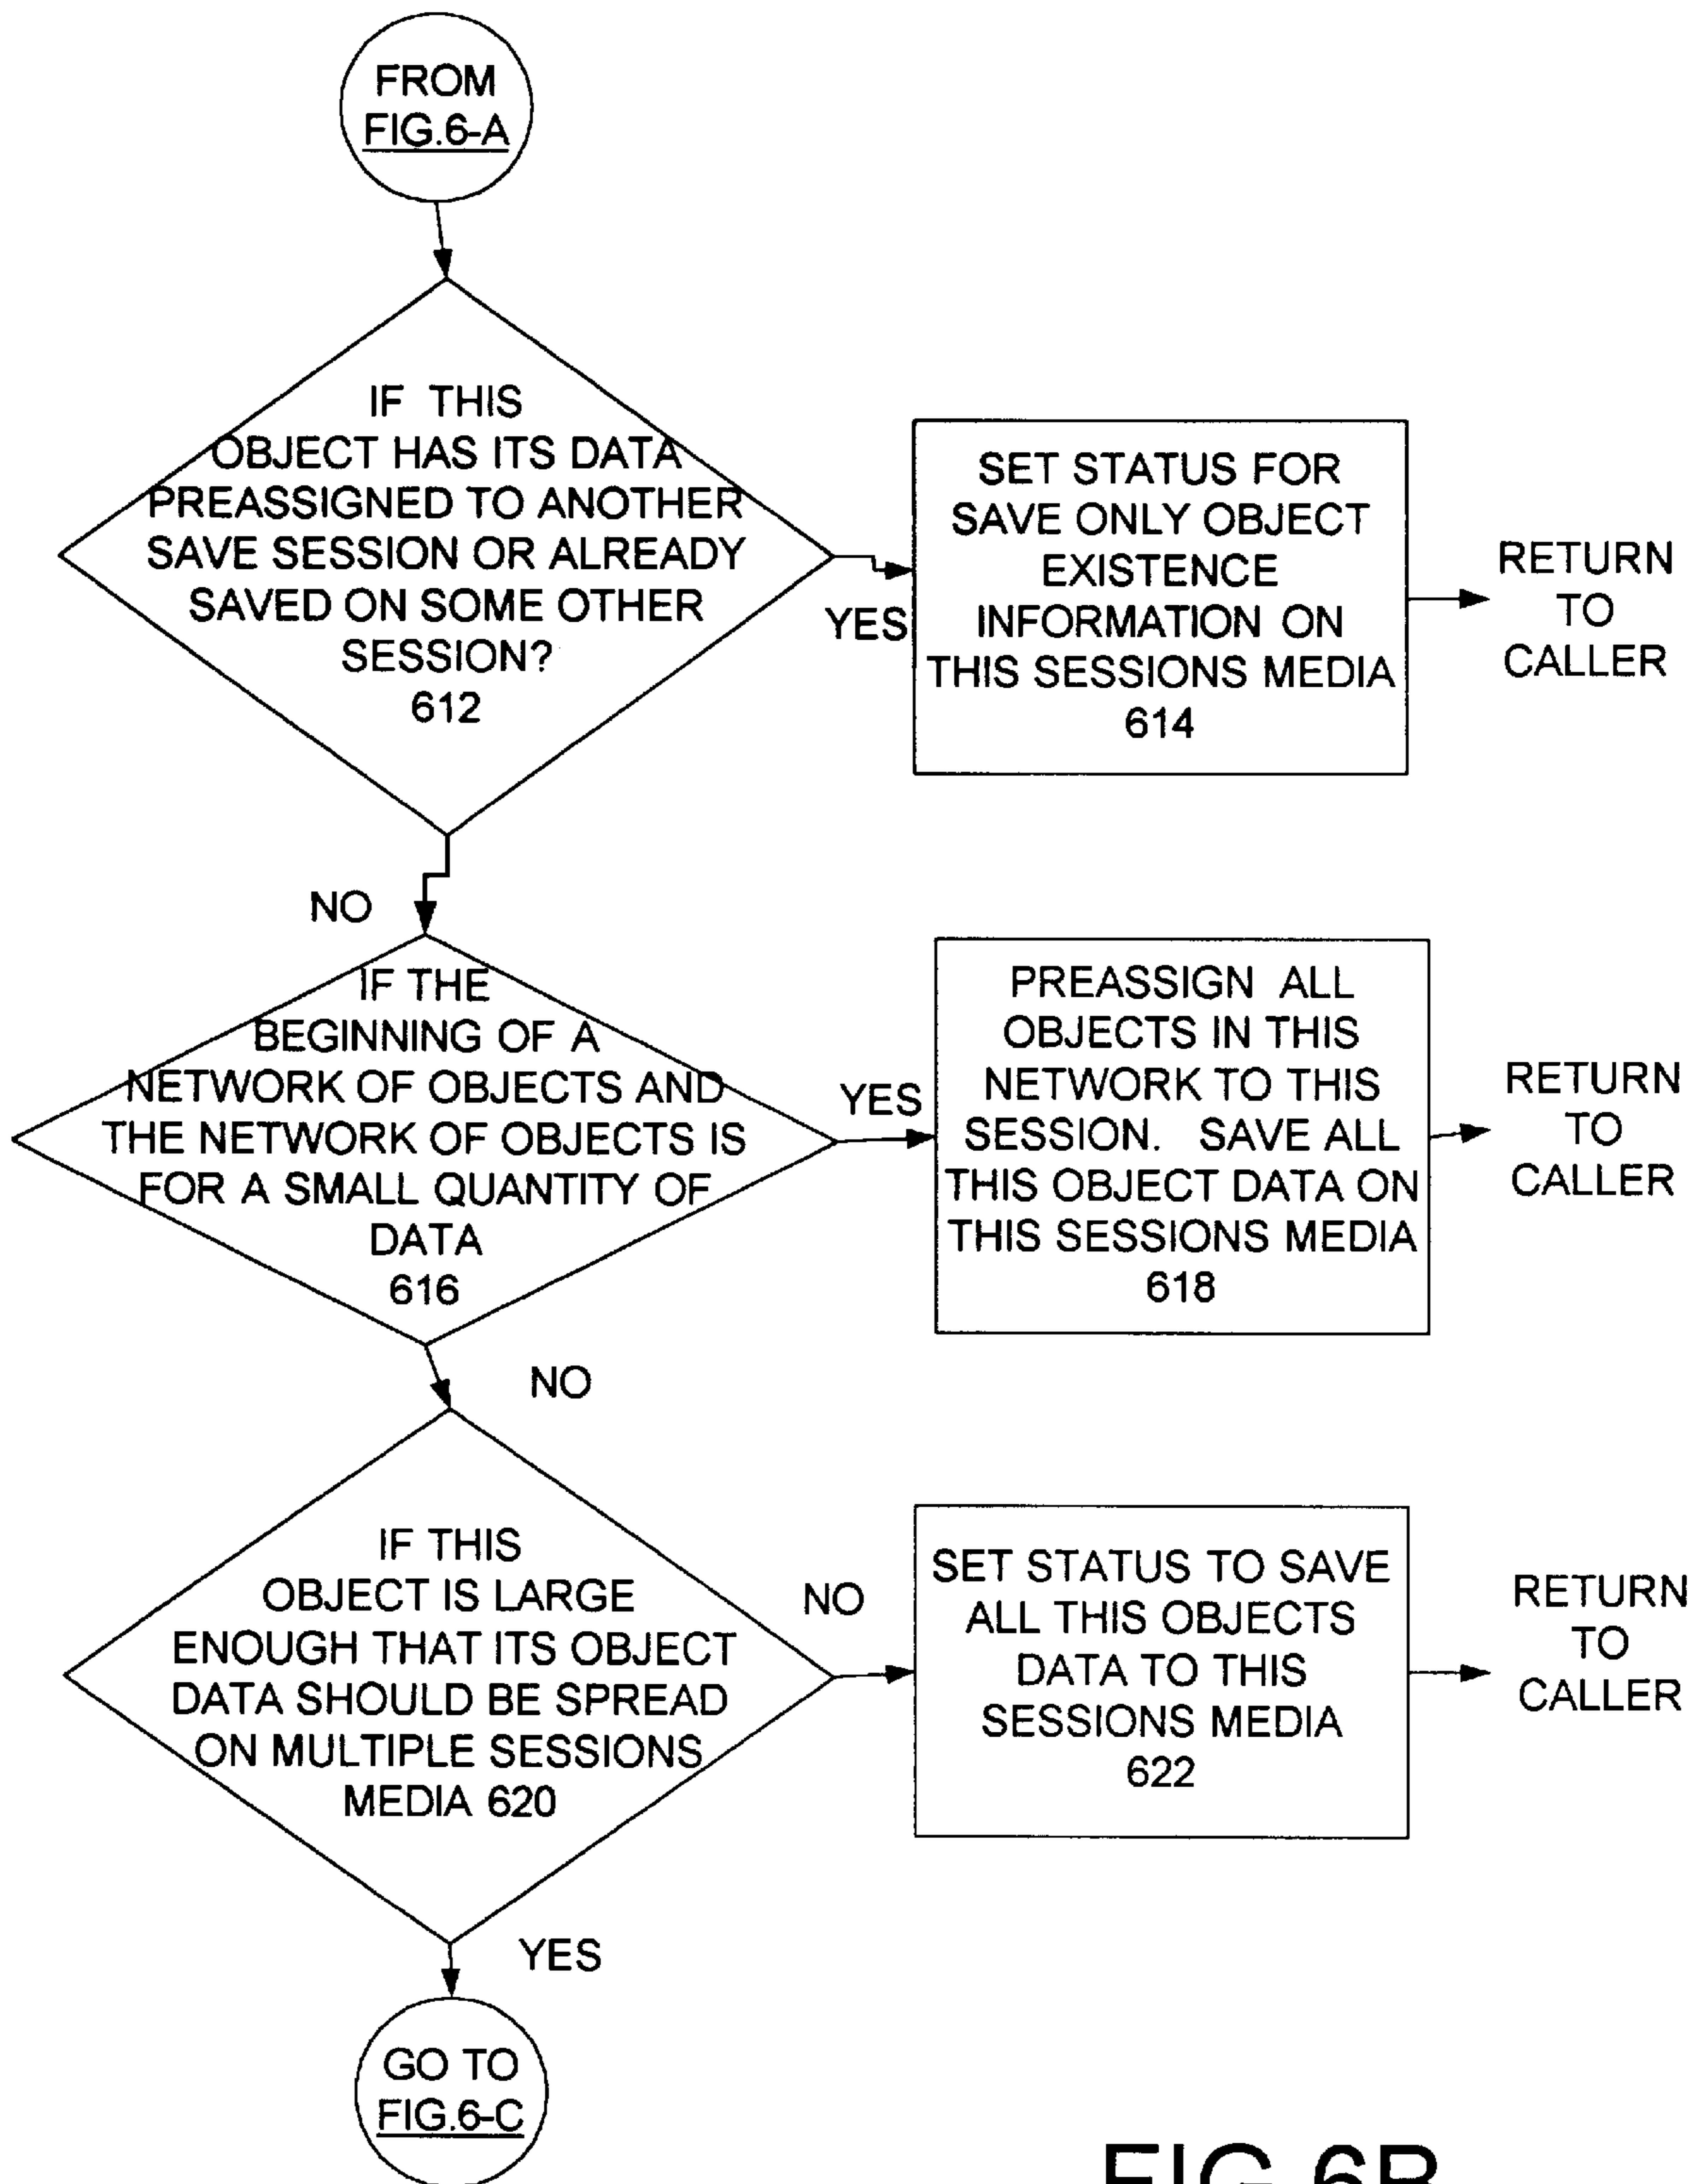 FROM
FIG.6-A
IF THIS
OBJECT HAS ITS DATA
PREASSIGNED TO ANOTHER
SAVE SESSION OR ALREADY
SAVED ON SOME OTHER
SESSION?
612
YES
SET STATUS FOR
SAVE ONLY OBJECT
EXISTENCE
INFORMATION ON
THIS SESSIONS MEDIA
614
RETURN
TO
CALLER
NO
IF THE
BEGINNING OF A
NETWORK OF OBJECTS AND
THE NETWORK OF OBJECTS IS
FOR A SMALL QUANTITY OF
DATA
616
YES
PREASSIGN ALL
OBJECTS IN THIS
NETWORK TO THIS
SESSION. SAVE ALL
THIS OBJECT DATA ON
THIS SESSIONS MEDIA
618
RETURN
TO
CALLER
NO
IF THIS
OBJECT IS LARGE
ENOUGH THAT ITS OBJECT
DATA SHOULD BE SPREAD
ON MULTIPLE SESSIONS
MEDIA 620
NO
SET STATUS TO SAVE
ALL THIS OBJECTS
DATA TO THIS
SESSIONS MEDIA
622
RETURN
TO
CALLER
YES
GO TO
FIG.6-C
FIG.6B